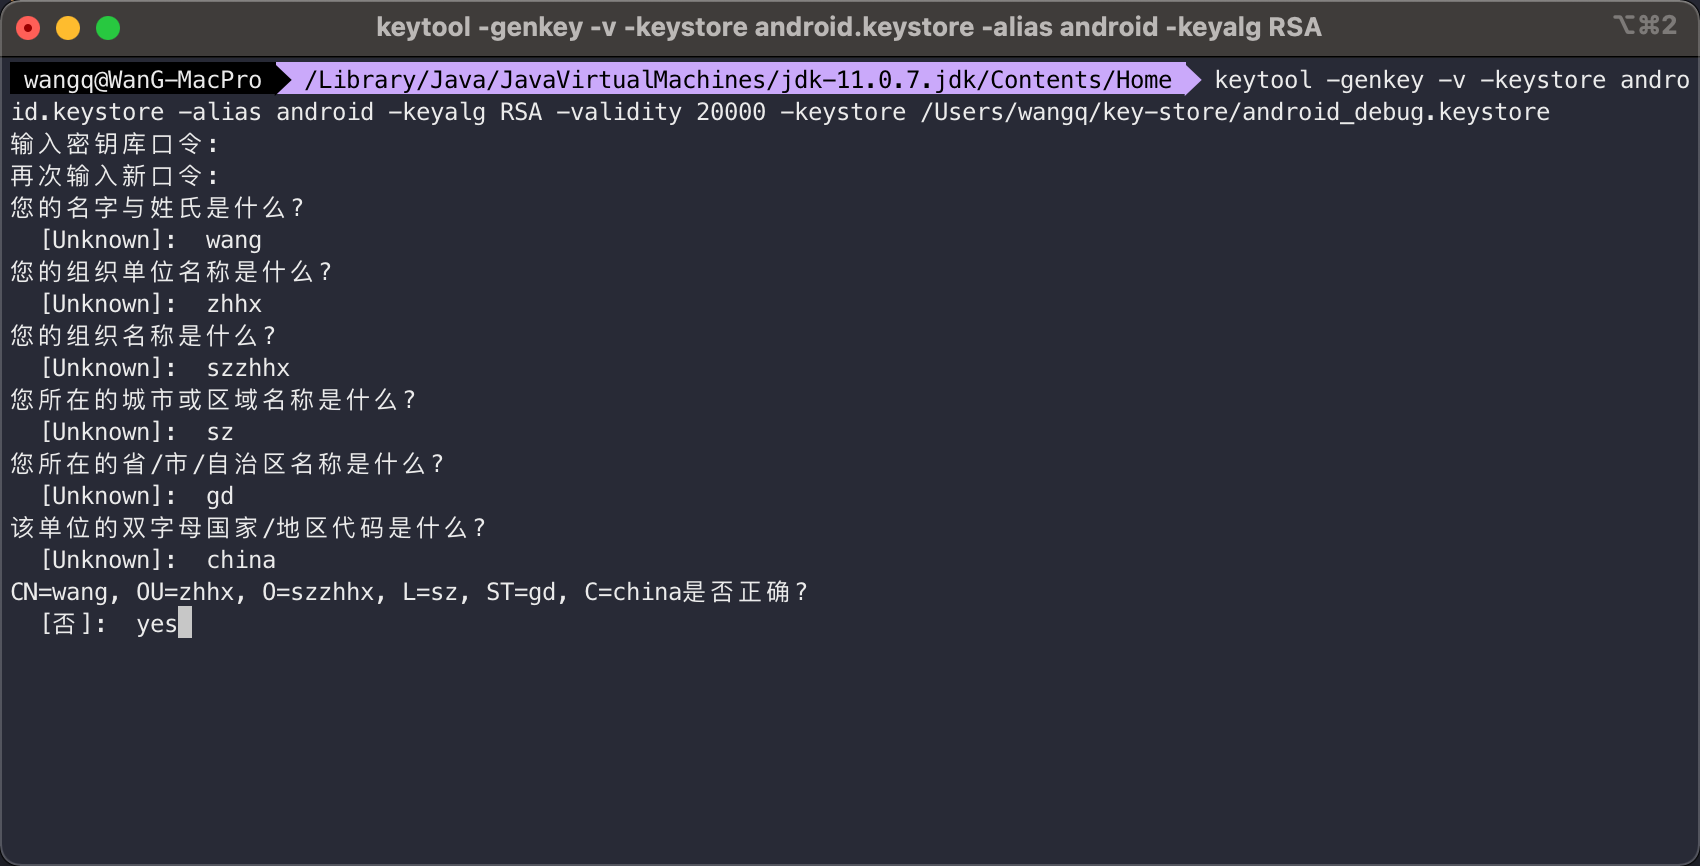 keytool -genkey -v -keystore android.keystore -alias android -keyalg RSA
⌥⌘2
wangq@WanG-MacPro /Library/Java/JavaVirtualMachines/jdk-11.0.7.jdk/Contents/Home keytool -genkey -v -keystore andro
id.keystore -alias android -keyalg RSA -validity 20000 -keystore /Users/wangq/key-store/android_debug.keystore
输入密钥库口令:
再次输入新口令:
您的名字与姓氏是什么?
[Unknown]: wang
您的组织单位名称是什么?
[Unknown]: zhhx
您的组织名称是什么?
[Unknown]: szzhhx
您所在的城市或区域名称是什么?
[Unknown]: sz
您所在的省/市/自治区名称是什么?
[Unknown]: gd
该单位的双字母国家/地区代码是什么?
[Unknown]: china
CN=wang, OU=zhhx, O=szzhhx, L=sz, ST=gd, C=china是否正确?
[否]: yes